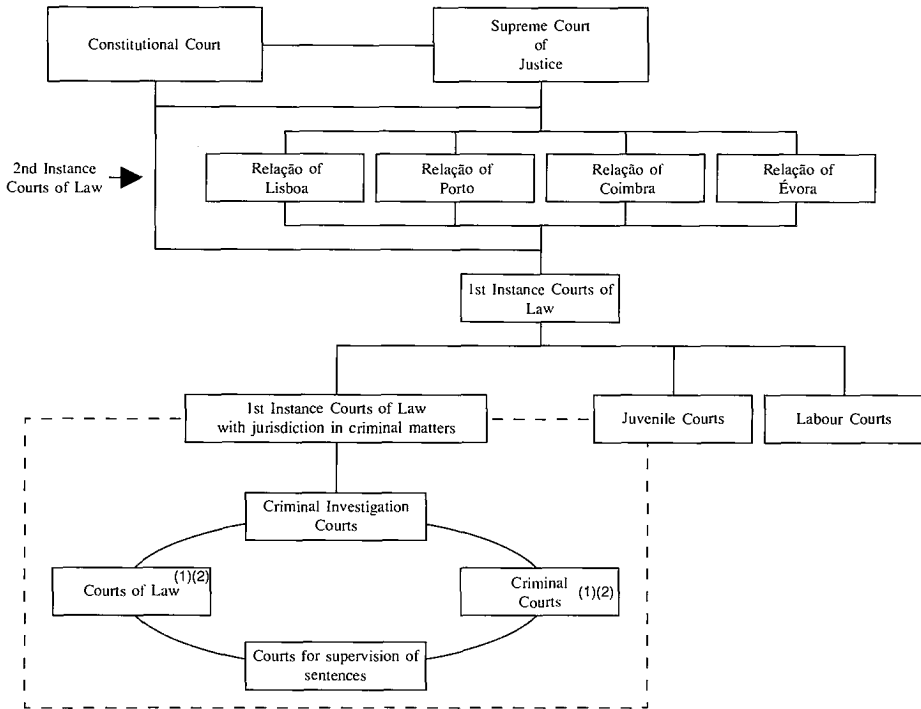 Constitutional Court
Supreme Court
of
Justice
2nd Instance
Courts of Law
Relação of
Lisboa
Relação of
Porto
Relação of
Coimbra
Relação of
Évora
1st Instance Courts of
Law
1st Instance Courts of Law
with jurisdiction in criminal matters
Juvenile Courts
Labour Courts
Criminal Investigation
Courts
Courts of Law (1)(2)
Criminal
Courts (1)(2)
Courts for supervision of
sentences